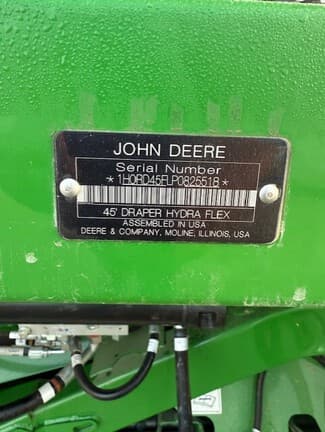 JOHN DEERE
Serial Number
*1H0RD45FLP0825518*
45' DRAPER HYDRA FLEX
ASSEMBLED IN USA
DEERE & COMPANY, MOLINE, ILLINOIS, USA